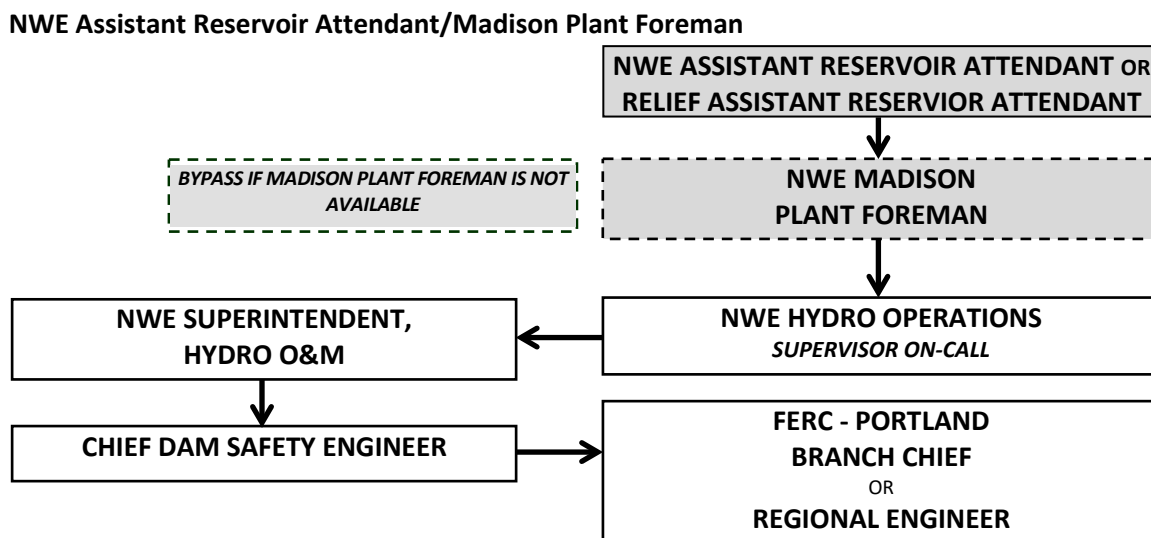 NWE Assistant Reservoir Attendant/Madison Plant Foreman
NWE ASSISTANT RESERVOIR ATTENDANT OR
RELIEF ASSISTANT RESERVIOR ATTENDANT
BYPASS IF MADISON PLANT FOREMAN IS NOT
AVAILABLE
NWE MADISON
PLANT FOREMAN
NWE HYDRO OPERATIONS
SUPERVISOR ON-CALL
NWE SUPERINTENDENT,
HYDRO O&M
CHIEF DAM SAFETY ENGINEER
FERC - PORTLAND
BRANCH CHIEF
OR
REGIONAL ENGINEER